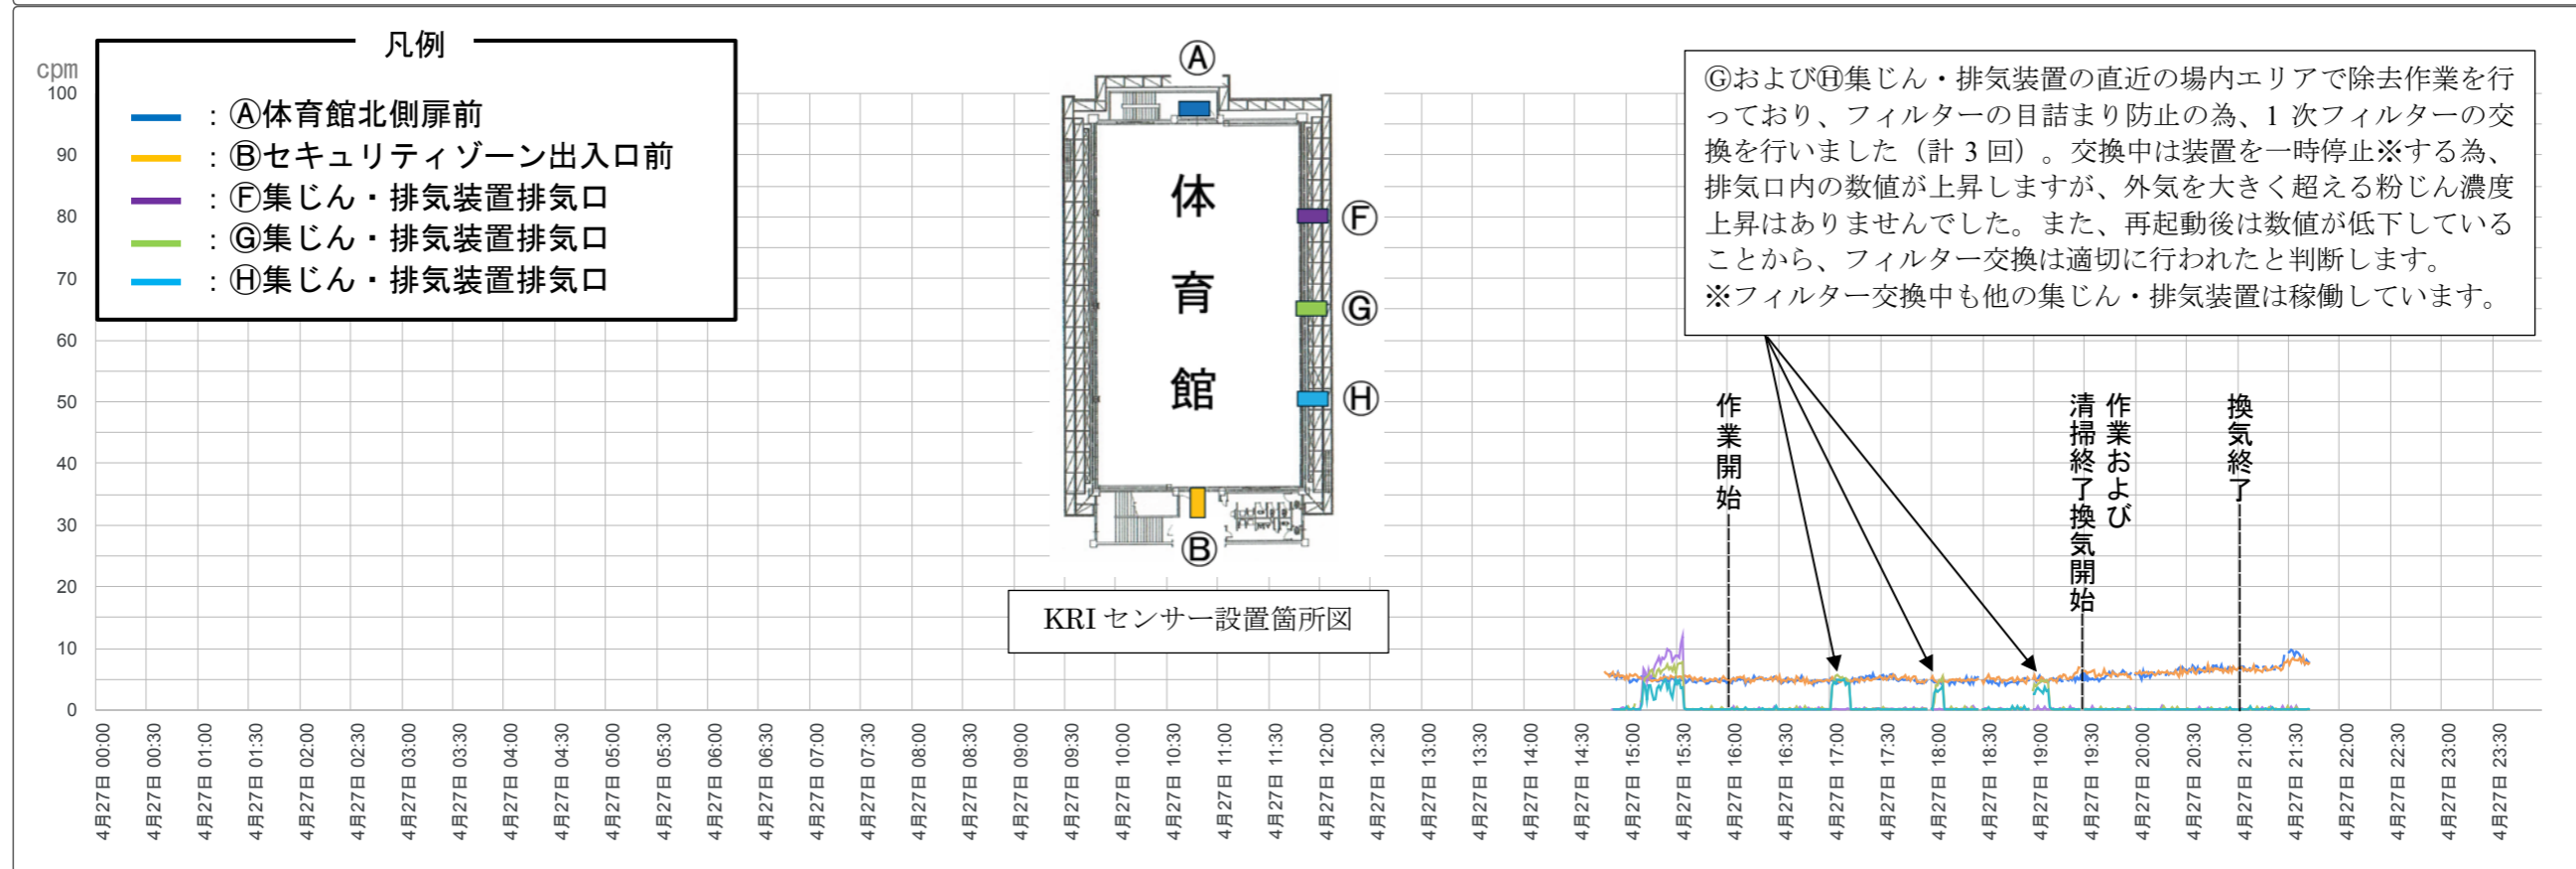 凡例
：Ⓐ体育館北側扉前
：Ⓑセキュリティゾーン出入口前
：Ⓕ集じん・排気装置排気口
：Ⓖ集じん・排気装置排気口
：Ⓗ集じん・排気装置排気口
cpm
100
90
80
70
60
50
40
30
20
10
0
Ⓐ
体育館
Ⓕ
Ⓖ
Ⓗ
Ⓑ
KRI センサー設置箇所図
ⒼおよびⒽ集じん・排気装置の直近の場内エリアで除去作業を行
っており、フィルターの目詰まり防止の為、1 次フィルターの交
換を行いました（計 3 回）。交換中は装置を一時停止※する為、
排気口内の数値が上昇しますが、外気を大きく超える粉じん濃度
上昇はありませんでした。また、再起動後は数値が低下している
ことから、フィルター交換は適切に行われたと判断します。
※フィルター交換中も他の集じん・排気装置は稼働しています。
作業開始
作業および
清掃終了換気開始
換気終了
4月27日 00:00
4月27日 00:30
4月27日 01:00
4月27日 01:30
4月27日 02:00
4月27日 02:30
4月27日 03:00
4月27日 03:30
4月27日 04:00
4月27日 04:30
4月27日 05:00
4月27日 05:30
4月27日 06:00
4月27日 06:30
4月27日 07:00
4月27日 07:30
4月27日 08:00
4月27日 08:30
4月27日 09:00
4月27日 09:30
4月27日 10:00
4月27日 10:30
4月27日 11:00
4月27日 11:30
4月27日 12:00
4月27日 12:30
4月27日 13:00
4月27日 13:30
4月27日 14:00
4月27日 14:30
4月27日 15:00
4月27日 15:30
4月27日 16:00
4月27日 16:30
4月27日 17:00
4月27日 17:30
4月27日 18:00
4月27日 18:30
4月27日 19:00
4月27日 19:30
4月27日 20:00
4月27日 20:30
4月27日 21:00
4月27日 21:30
4月27日 22:00
4月27日 22:30
4月27日 23:00
4月27日 23:30